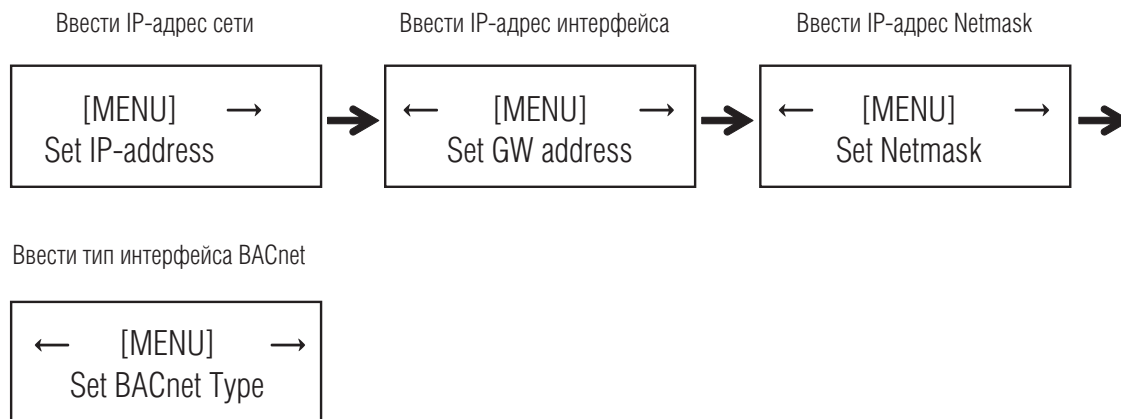 Ввести IP-адрес сети
[MENU] →
Set IP-address
Ввести IP-адрес интерфейса
← [MENU] →
Set GW address
Ввести IP-адрес Netmask
← [MENU] →
Set Netmask
Ввести тип интерфейса BACnet
← [MENU] →
Set BACnet Type